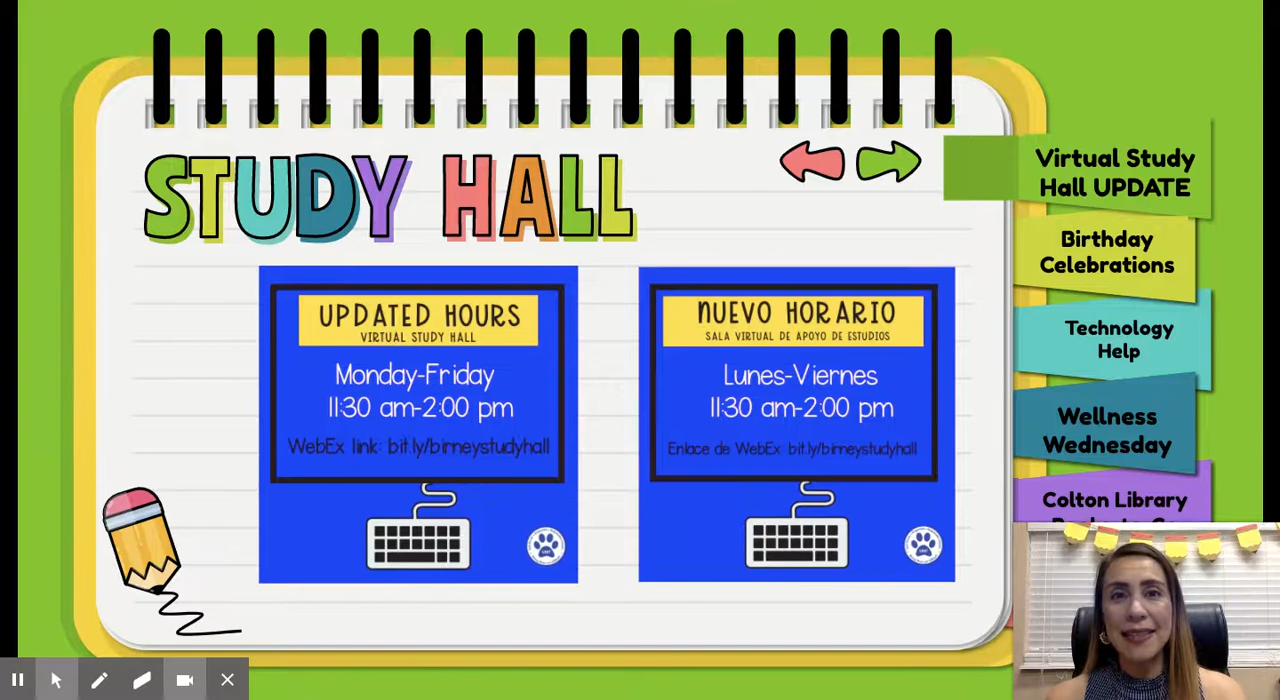 STUDY HALL
UPDATED HOURS
VIRTUAL STUDY HALL
Monday-Friday
11:30 am-2:00 pm
WebEx link: bit.ly/birneystudyhall
NUEVO HORARIO
SALA VIRTUAL DE APOYO DE ESTUDIOS
Lunes-Viernes
11:30 am-2:00 pm
Enlace de WebEx bit.ly/birneystudyhall
Virtual Study
Hall UPDATE
Birthday
Celebrations
Technology
Help
Wellness
Wednesday
Colton Library